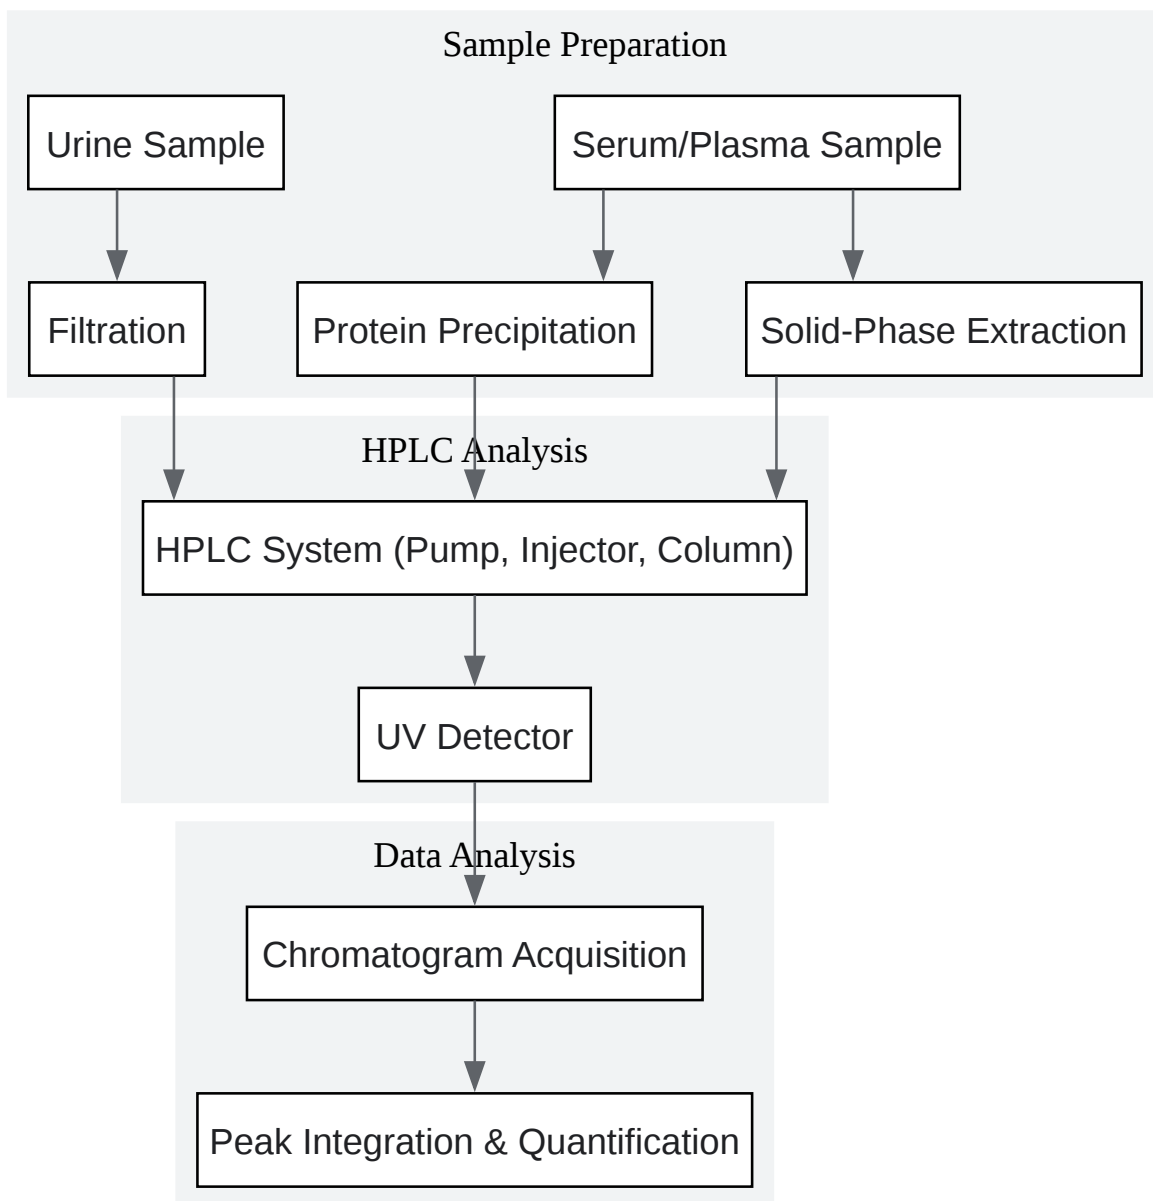 Sample Preparation
Urine Sample
Serum/Plasma Sample
Filtration
Protein Precipitation
Solid-Phase Extraction
HPLC Analysis
HPLC System (Pump, Injector, Column)
UV Detector
Data Analysis
Chromatogram Acquisition
Peak Integration & Quantification